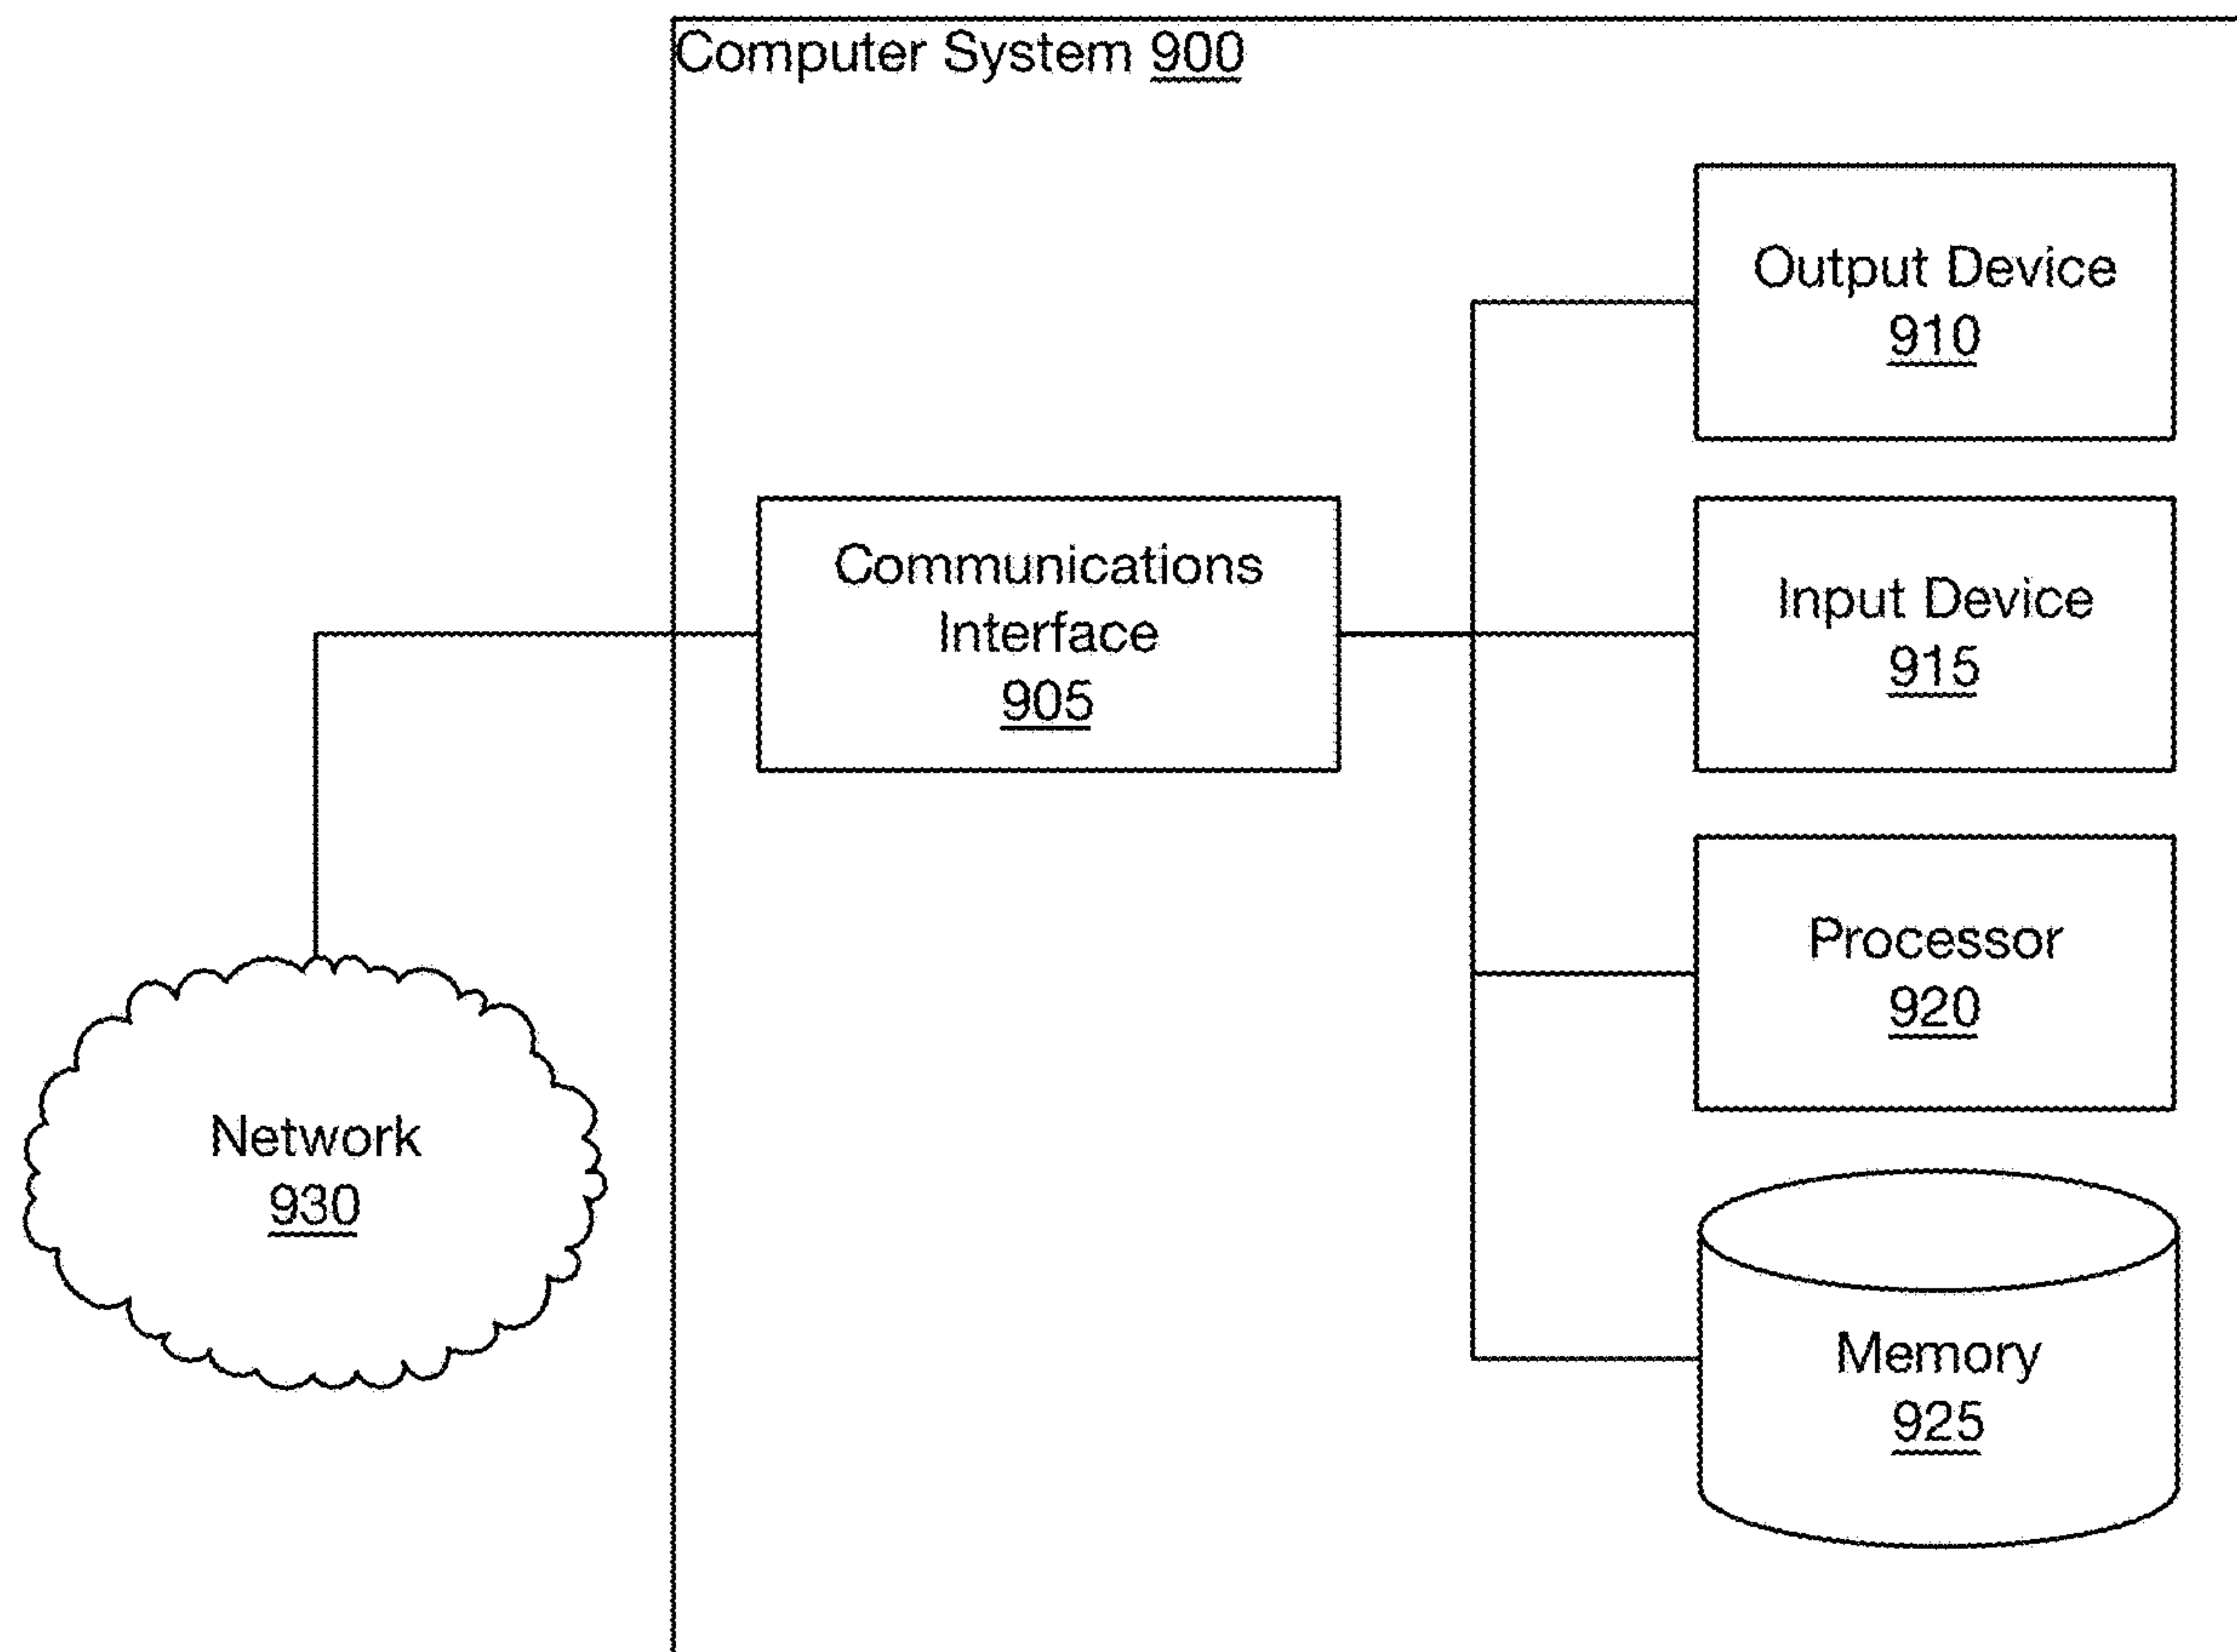 Computer System 900
Output Device
910
Communications
Interface
905
Input Device
915
Processor
920
Network
930
Memory
925